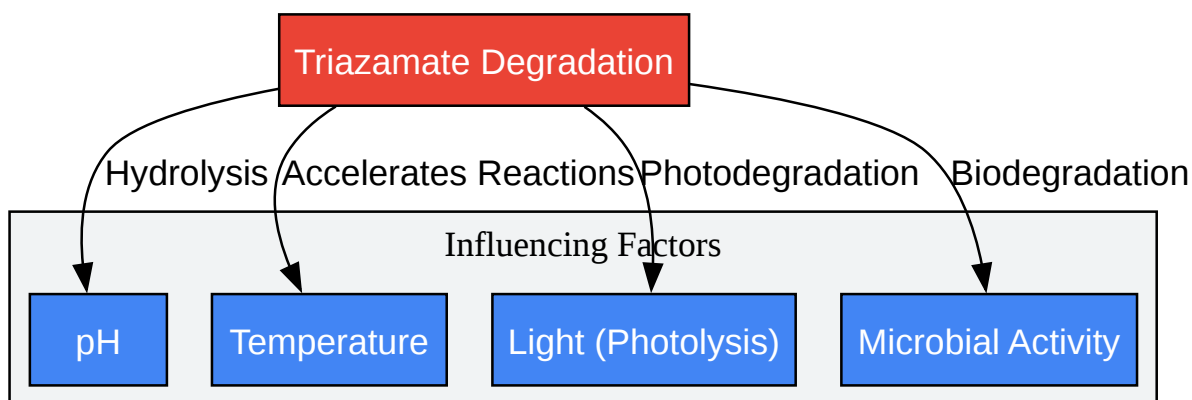 Triazamate Degradation
Hydrolysis
Accelerates Reactions
Photodegradation
Biodegradation
Influencing Factors
pH
Temperature
Light (Photolysis)
Microbial Activity